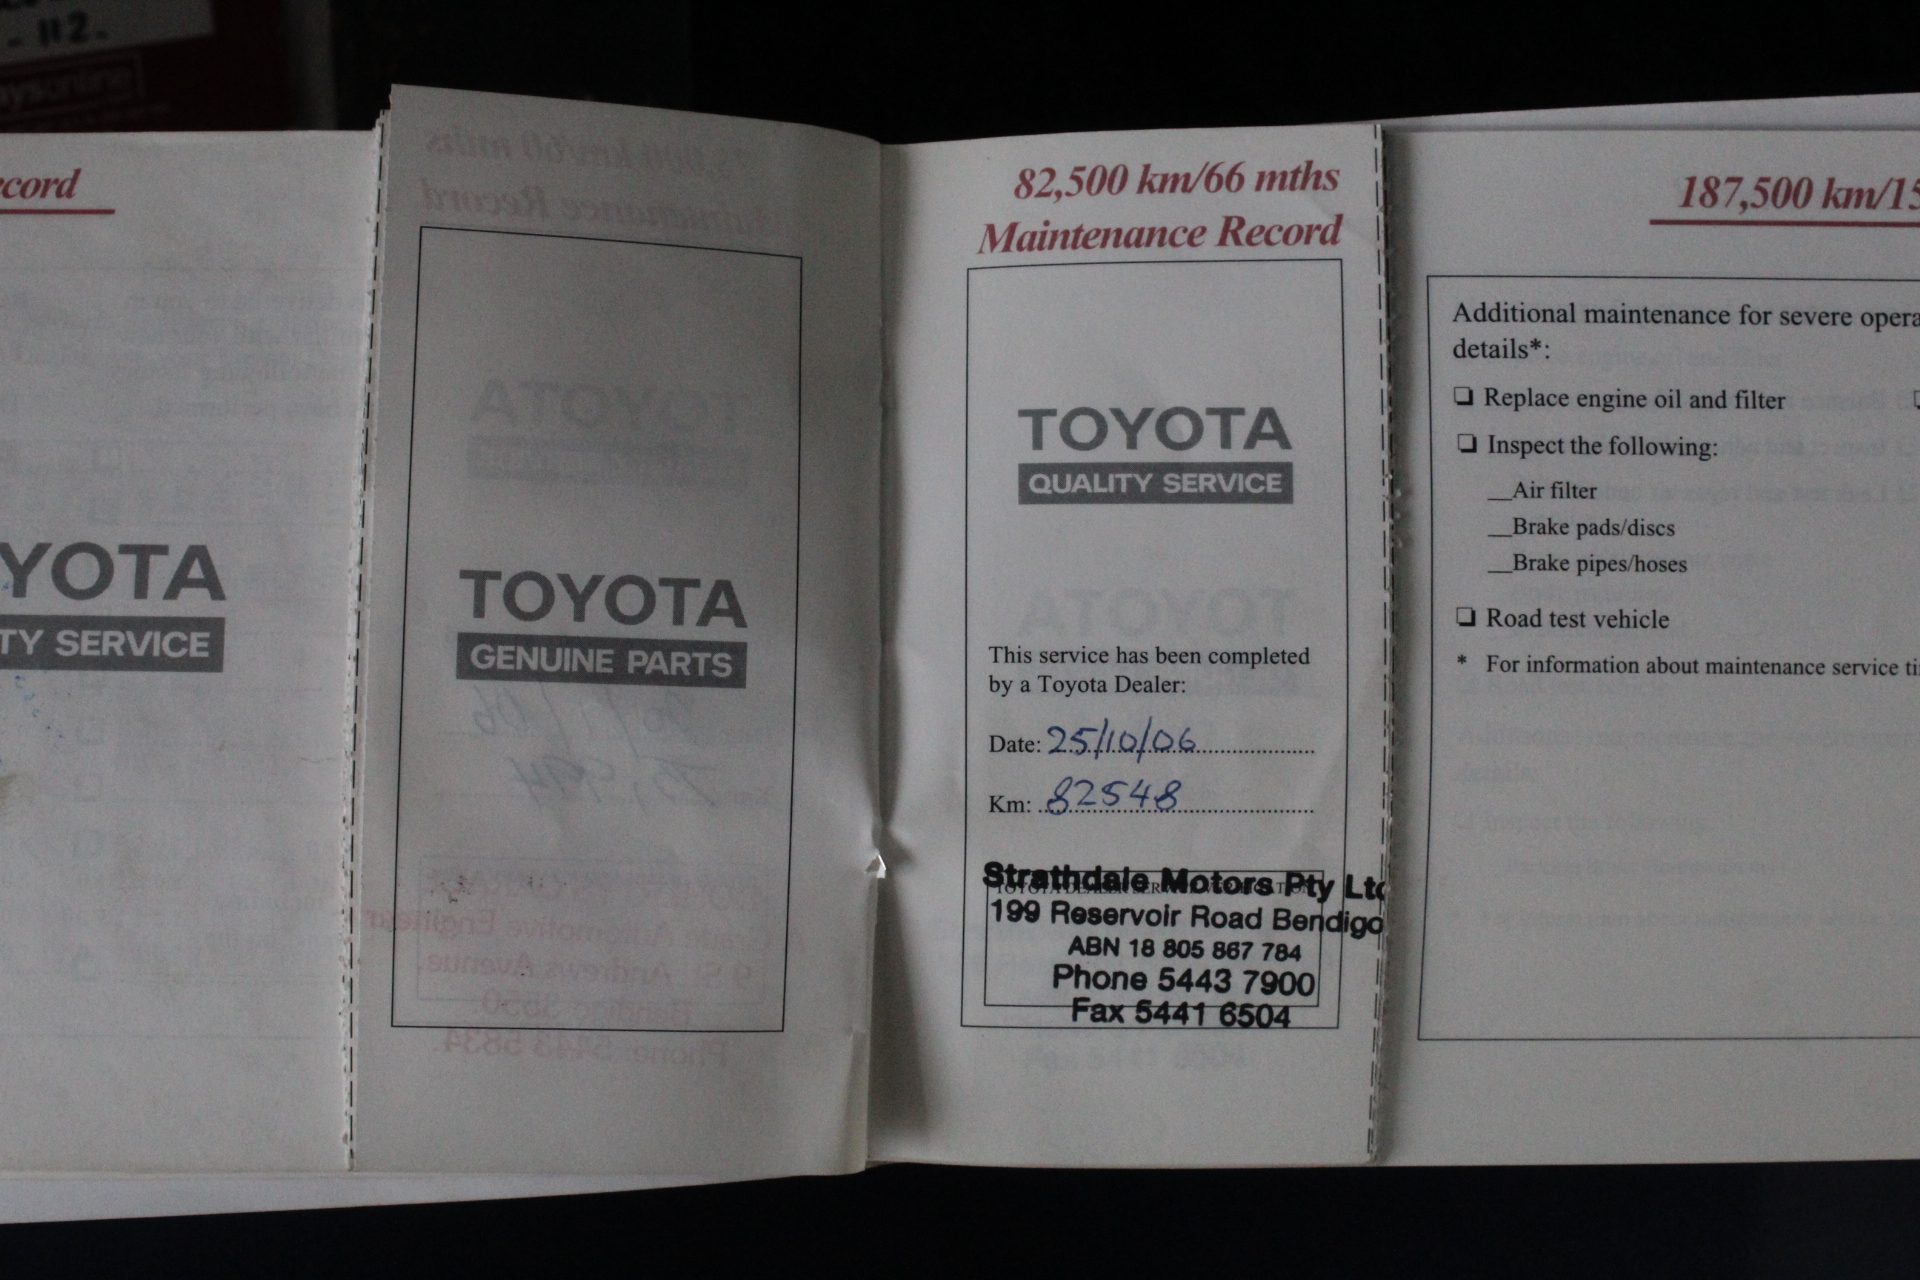 - 112 -
ysonline
ecord
YOTA
TY SERVICE
TOYOTA
GENUINE PARTS
82,500 km/66 mths
Maintenance Record
TOYOTA
QUALITY SERVICE
This service has been completed
by a Toyota Dealer:
Date: 25/10/06
Km: 82548
Strathdale Motors Pty Ltd
199 Reservoir Road Bendigo
ABN 18 805 867 784
Phone 5443 7900
Fax 5441 6504
187,500 km/15
Additional maintenance for severe opera
details*:
❏ Replace engine oil and filter
❏ Inspect the following:
__Air filter
__Brake pads/discs
__Brake pipes/hoses
❏ Road test vehicle
* For information about maintenance service ti